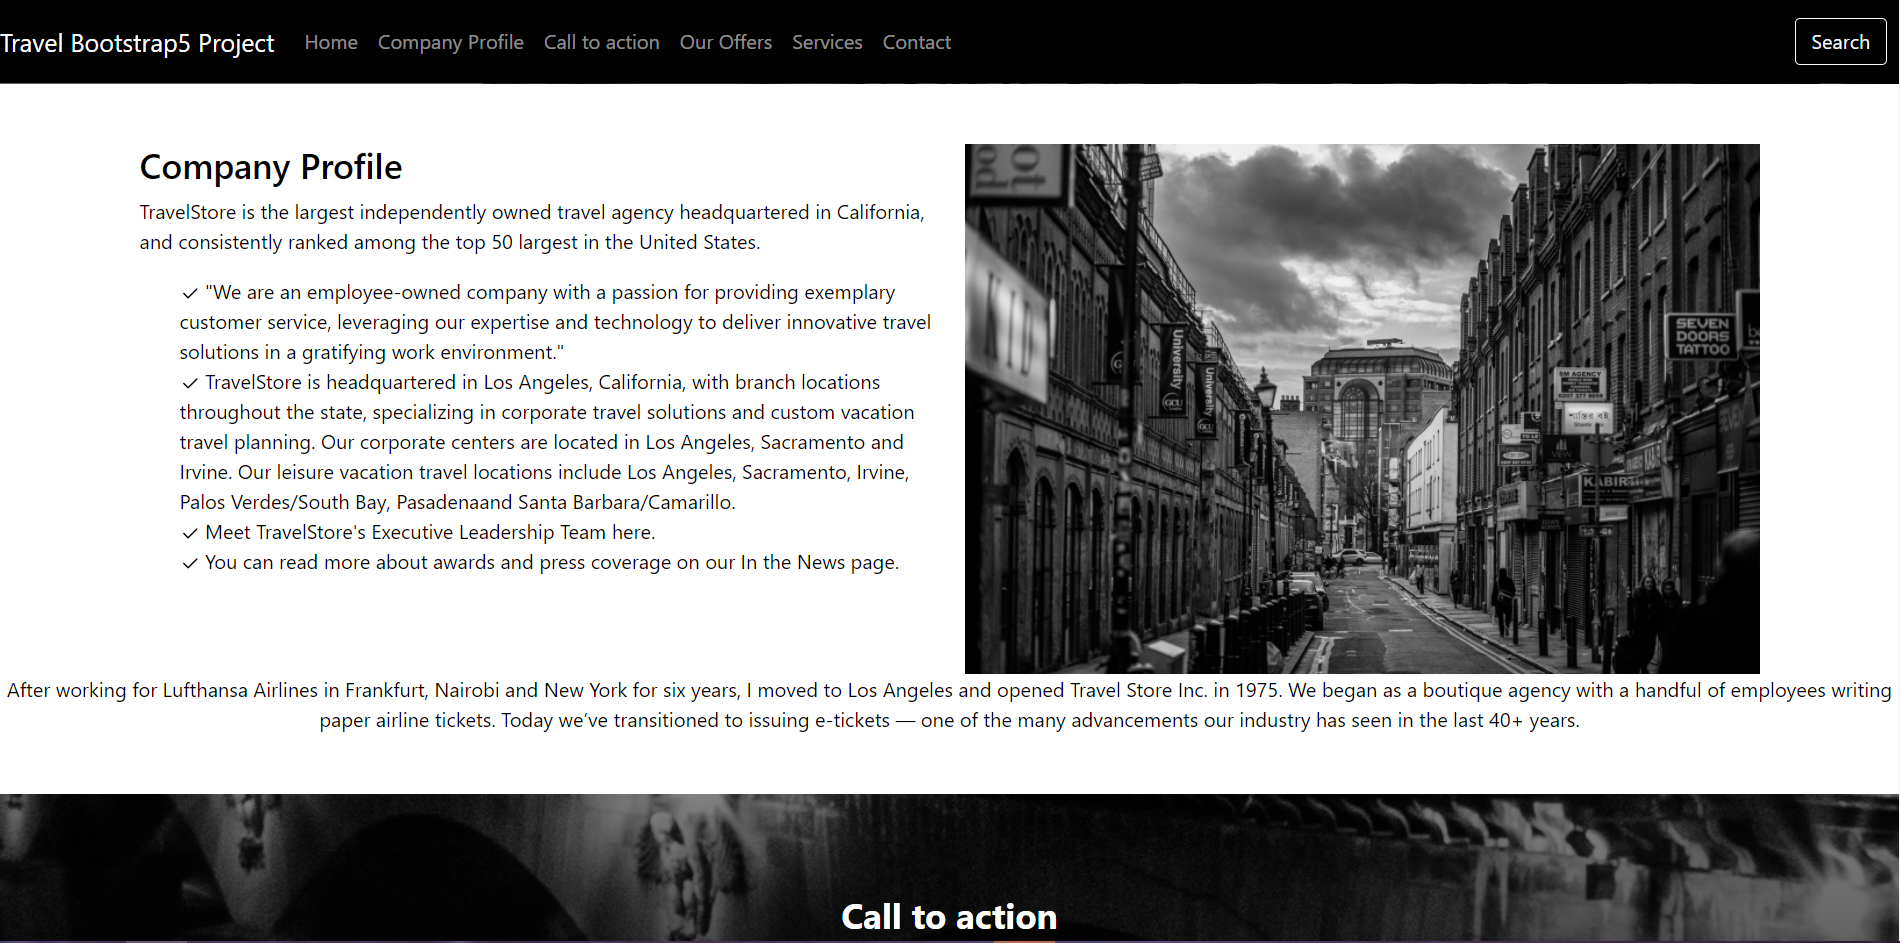 Travel Bootstrap5 Project Home Company Profile Call to action Our Offers Services Contact Search
Company Profile
TravelStore is the largest independently owned travel agency headquartered in California,
and consistently ranked among the top 50 largest in the United States.
✓ "We are an employee-owned company with a passion for providing exemplary
customer service, leveraging our expertise and technology to deliver innovative travel
solutions in a gratifying work environment."
✓ TravelStore is headquartered in Los Angeles, California, with branch locations
throughout the state, specializing in corporate travel solutions and custom vacation
travel planning. Our corporate centers are located in Los Angeles, Sacramento and
Irvine. Our leisure vacation travel locations include Los Angeles, Sacramento, Irvine,
Palos Verdes/South Bay, Pasadenaand Santa Barbara/Camarillo.
✓ Meet TravelStore's Executive Leadership Team here.
✓ You can read more about awards and press coverage on our In the News page.
KID
University
GCU
University
GCU
SEVEN
DOORS
TATTOO
SM AGENCY
VIEW
KABIR
After working for Lufthansa Airlines in Frankfurt, Nairobi and New York for six years, I moved to Los Angeles and opened Travel Store Inc. in 1975. We began as a boutique agency with a handful of employees writing
paper airline tickets. Today we’ve transitioned to issuing e-tickets — one of the many advancements our industry has seen in the last 40+ years.
Call to action